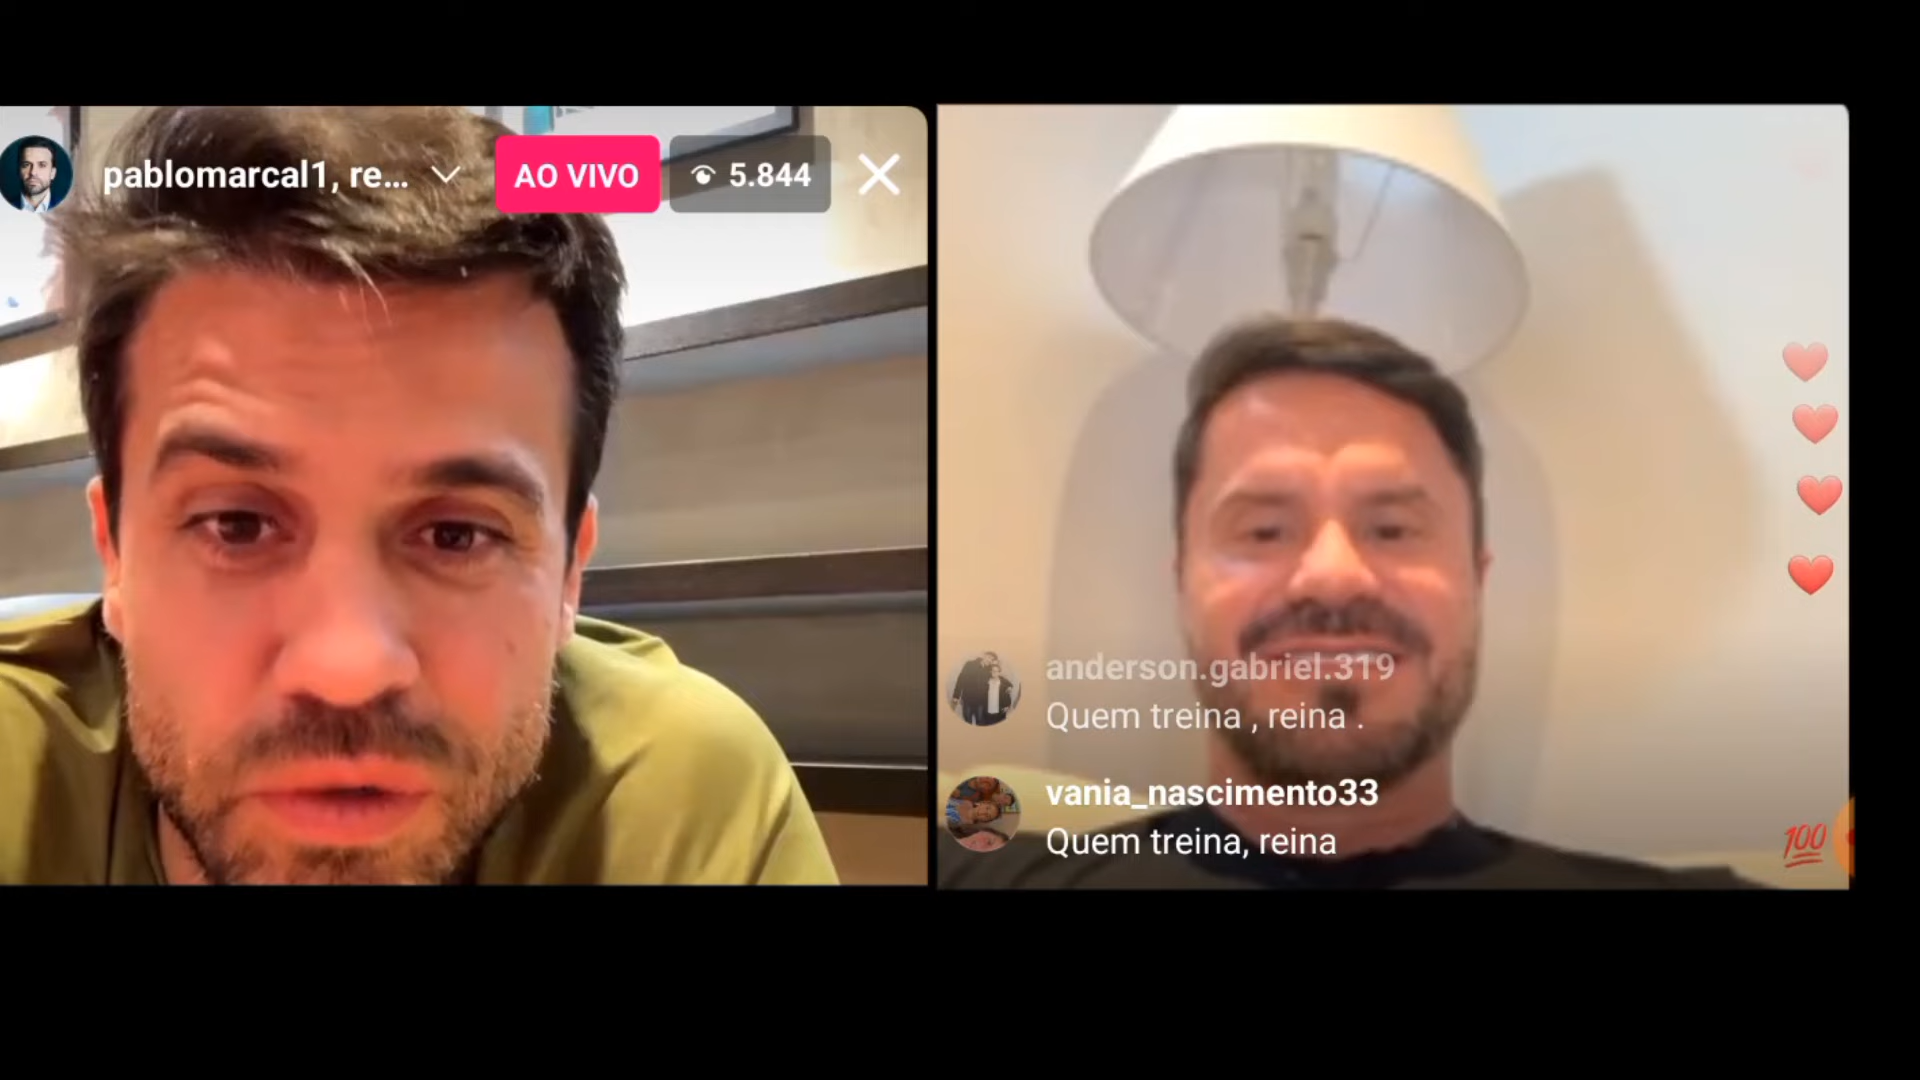 pablomarcal1, re...
AO VIVO
5.844
anderson.gabriel.319
Quem treina , reina .
vania_nascimento33
Quem treina, reina
100